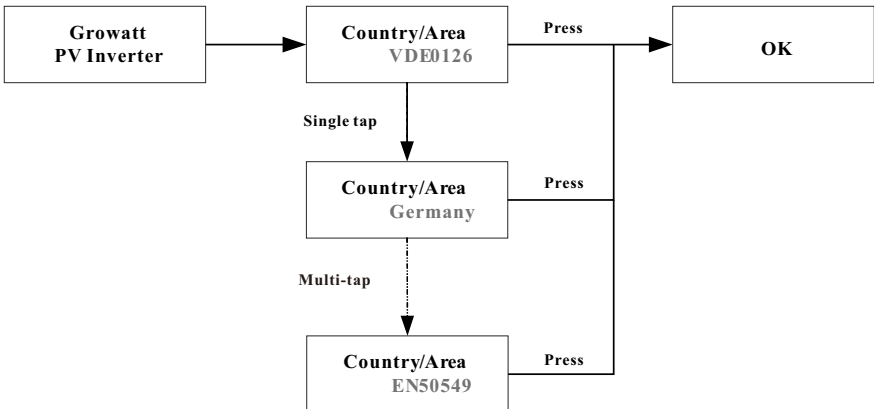 Growatt
PV Inverter
Country/Area
VDE0126
Press
OK
Single tap
Country/Area
Germany
Press
Multi-tap
Country/Area
EN50549
Press